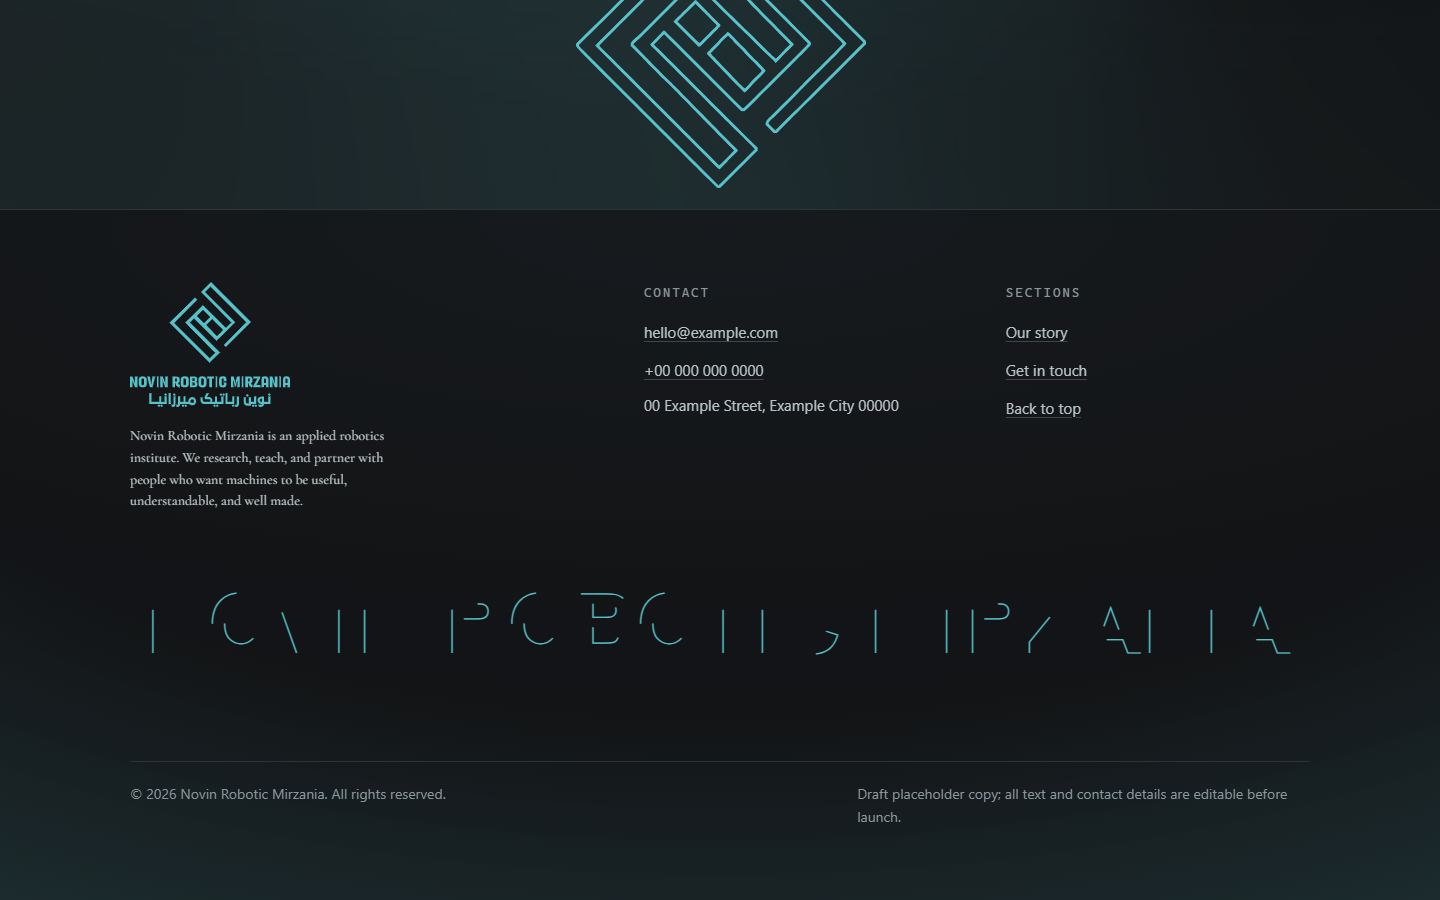 NOVIN ROBOTIC MIRZANIA
نوین رباتیک میرزانیا
Novin Robotic Mirzania is an applied robotics
institute. We research, teach, and partner with
people who want machines to be useful,
understandable, and well made.
CONTACT
hello@example.com
+00 000 000 0000
00 Example Street, Example City 00000
SECTIONS
Our story
Get in touch
Back to top
© 2026 Novin Robotic Mirzania. All rights reserved.
Draft placeholder copy; all text and contact details are editable before
launch.